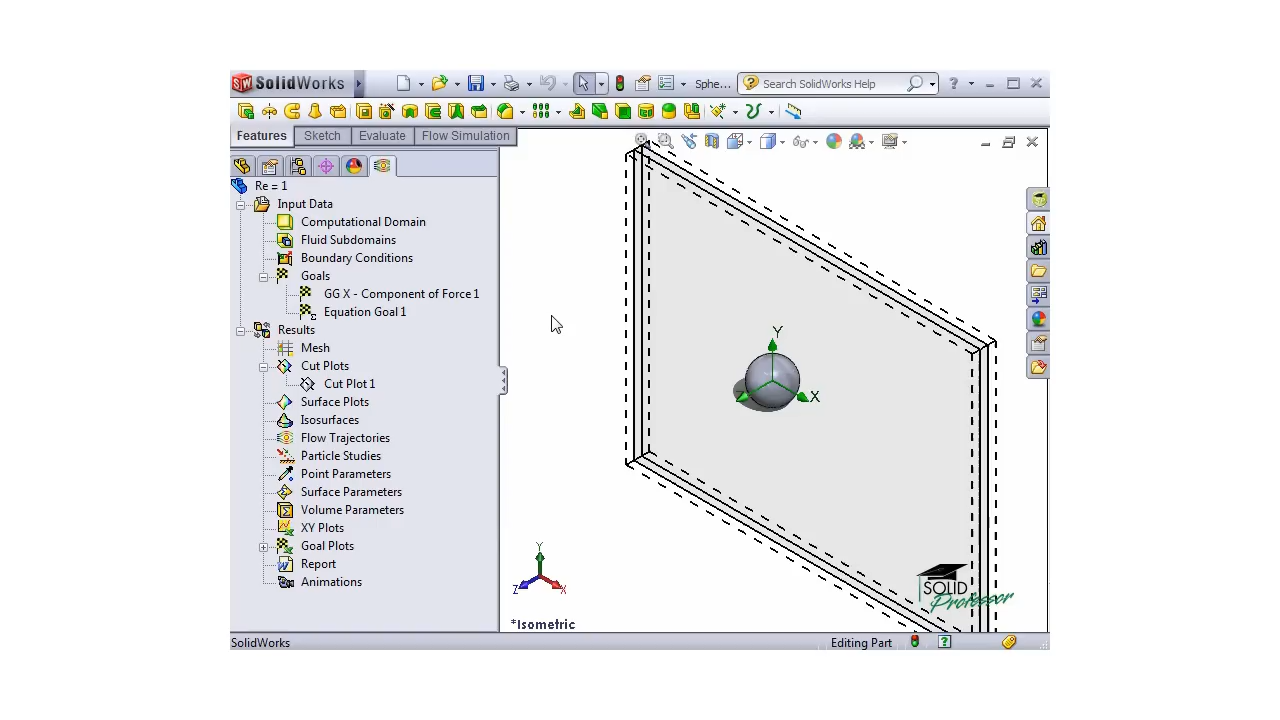 SolidWorks
Sphe...
Search SolidWorks Help
Features
Sketch
Evaluate
Flow Simulation
Re = 1
Input Data
Computational Domain
Fluid Subdomains
Boundary Conditions
Goals
GG X - Component of Force 1
Equation Goal 1
Results
Mesh
Cut Plots
Cut Plot 1
Surface Plots
Isosurfaces
Flow Trajectories
Particle Studies
Point Parameters
Surface Parameters
Volume Parameters
XY Plots
Goal Plots
Report
Animations
Y
Z
X
Y
Z
X
*Isometric
SOLID
Professor
SolidWorks
Editing Part